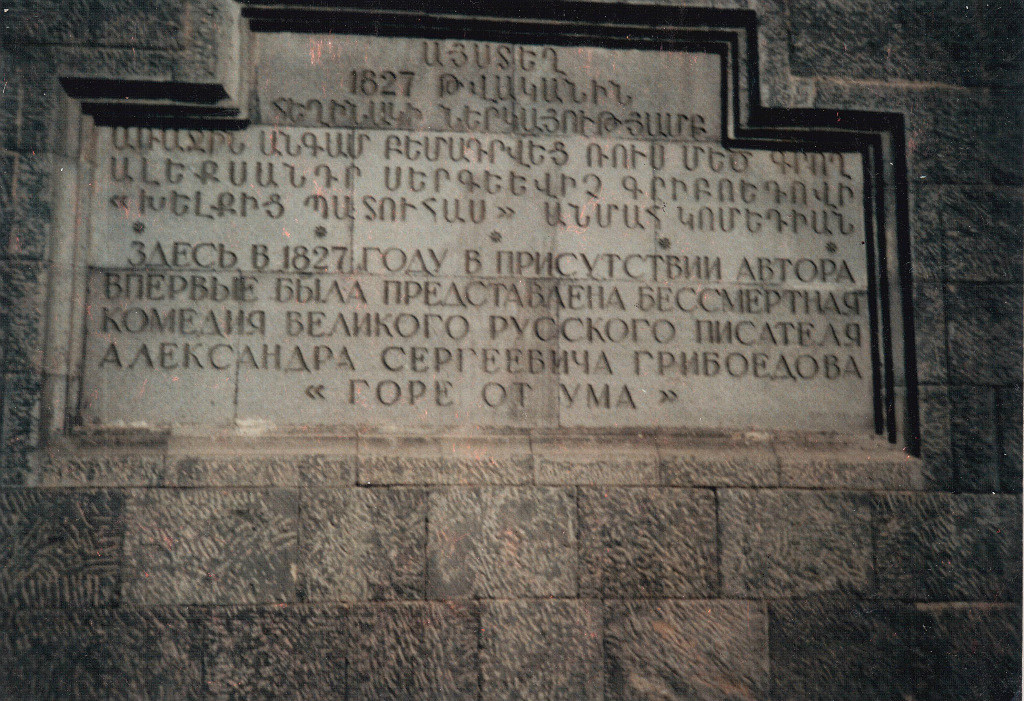 ԱՅՍՏԵՂ
1827 ԹՎԱԿԱՆԻՆ
ՀԵՂԻՆԱԿԻ ՆԵՐԿԱՅՈՒԹՅԱՄԲ
ԱՌԱՋԻՆ ԱՆԳԱՄ ԲԵՄԱԴՐՎԵՑ ՌՈՒՍ ՄԵԾ ԳՐՈՂ
ԱԼԵՔՍԱՆԴՐ ՍԵՐԳԵԵՎԻՉ ԳՐԻԲՈԵԴՈՎԻ
«ԽԵԼՔԻՑ ՊԱՏՈՒՀԱՍ» ԱՆՄԱՀ ԿՈՄԵԴԻԱՆ
* * * * *
ЗДЕСЬ В 1827 ГОДУ В ПРИСУТСТВИИ АВТОРА
ВПЕРВЫЕ БЫЛА ПРЕДСТАВЛЕНА БЕССМЕРТНАЯ
КОМЕДИЯ ВЕЛИКОГО РУССКОГО ПИСАТЕЛЯ
АЛЕКСАНДРА СЕРГЕЕВИЧА ГРИБОЕДОВА
« ГОРЕ ОТ УМА »